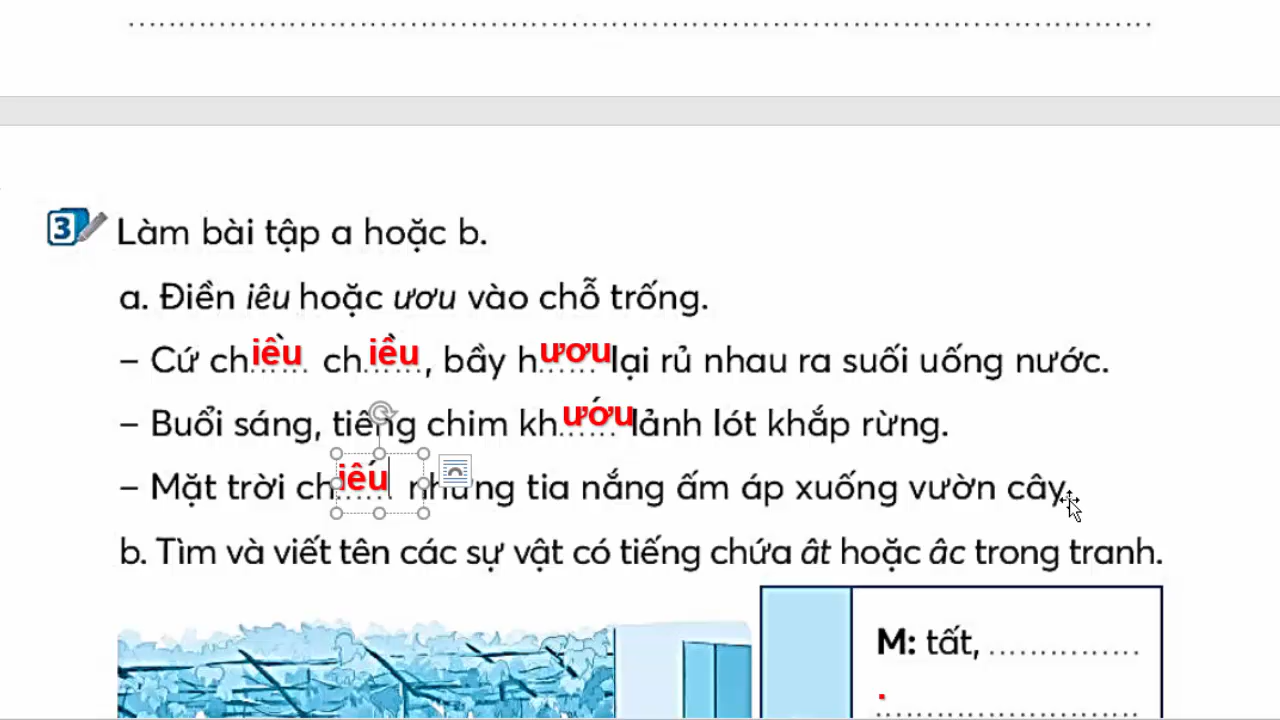 3 Làm bài tập a hoặc b.
a. Điền iêu hoặc ươu vào chỗ trống.
– Cứ chiều chiều, bầy hươu lại rủ nhau ra suối uống nước.
– Buổi sáng, tiếng chim khướu lảnh lót khắp rừng.
– Mặt trời chiếu những tia nắng ấm áp xuống vườn cây.
b. Tìm và viết tên các sự vật có tiếng chứa ât hoặc âc trong tranh.
M: tất, ...............